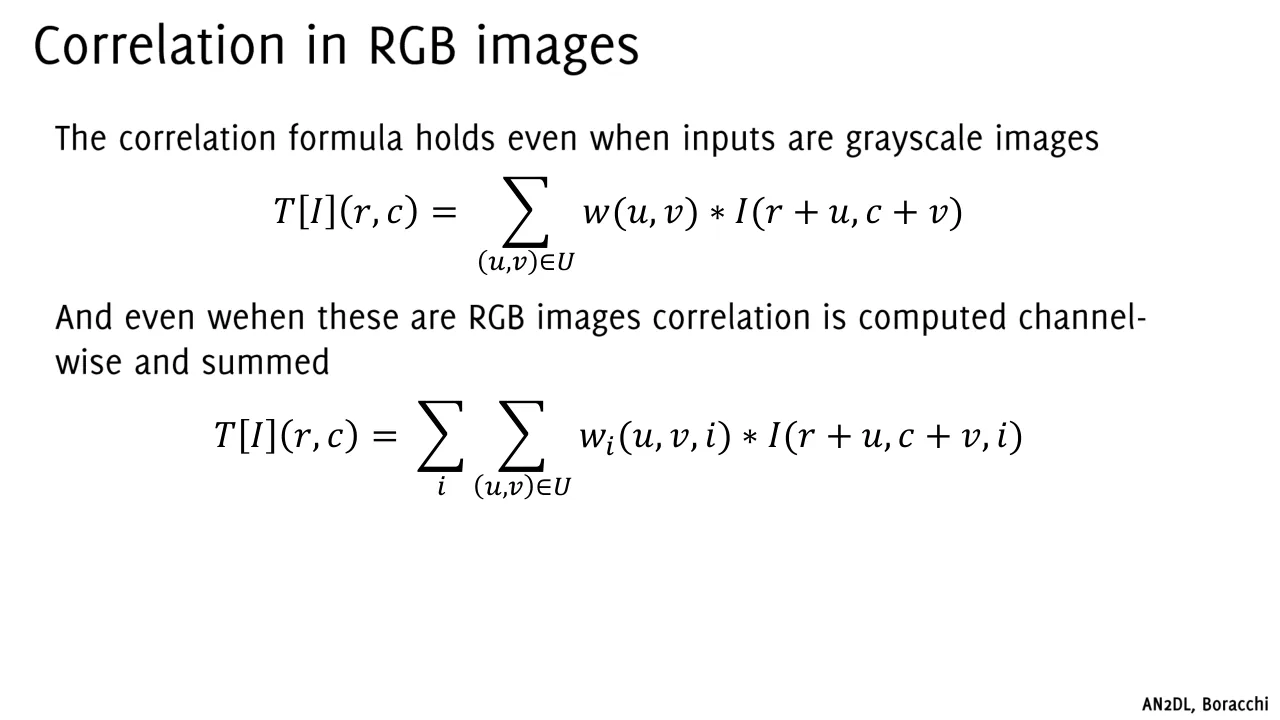 Correlation in RGB images
The correlation formula holds even when inputs are grayscale images
T[I](r, c) = ∑_{(u,v)∈U} w(u, v) ∗ I(r + u, c + v)
And even wehen these are RGB images correlation is computed channel-
wise and summed
T[I](r, c) = ∑_i ∑_{(u,v)∈U} w_i(u, v, i) ∗ I(r + u, c + v, i)
AN2DL, Boracchi